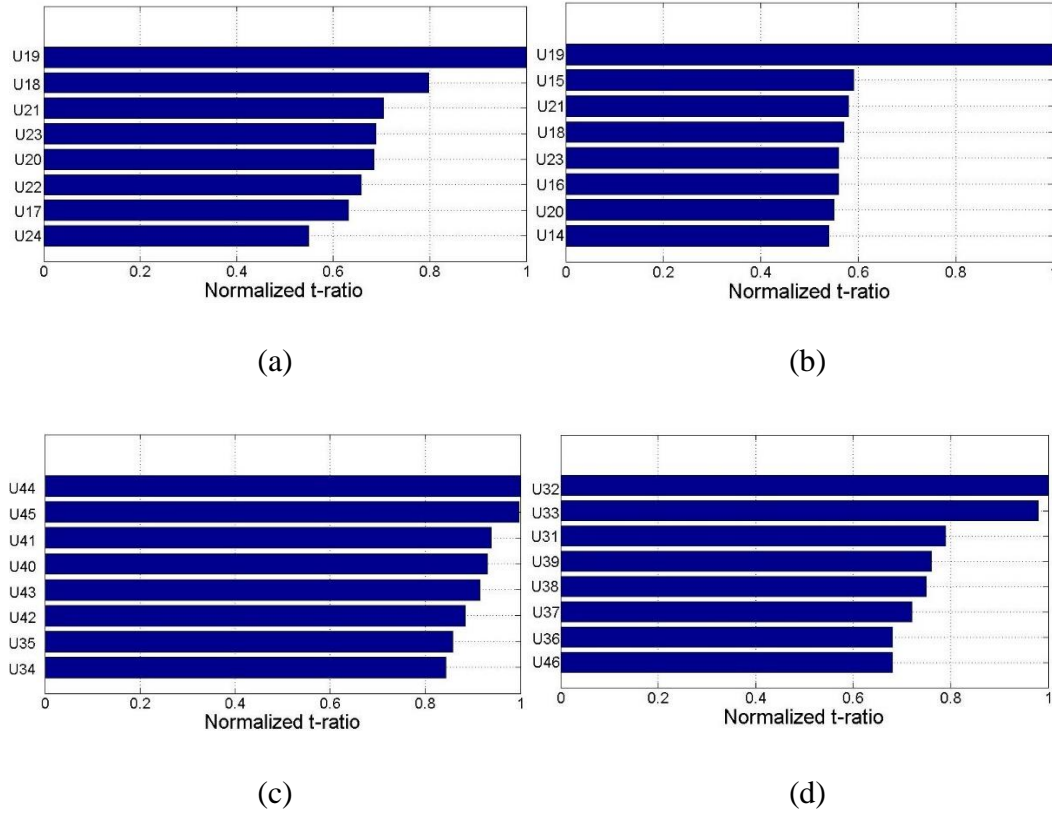 U19
U18
U21
U23
U20
U22
U17
U24
0 0.2 0.4 0.6 0.8 1
Normalized t-ratio
(a)
U19
U15
U21
U18
U23
U16
U20
U14
0 0.2 0.4 0.6 0.8 1
Normalized t-ratio
(b)
U44
U45
U41
U40
U43
U42
U35
U34
0 0.2 0.4 0.6 0.8 1
Normalized t-ratio
(c)
U32
U33
U31
U39
U38
U37
U36
U46
0 0.2 0.4 0.6 0.8 1
Normalized t-ratio
(d)